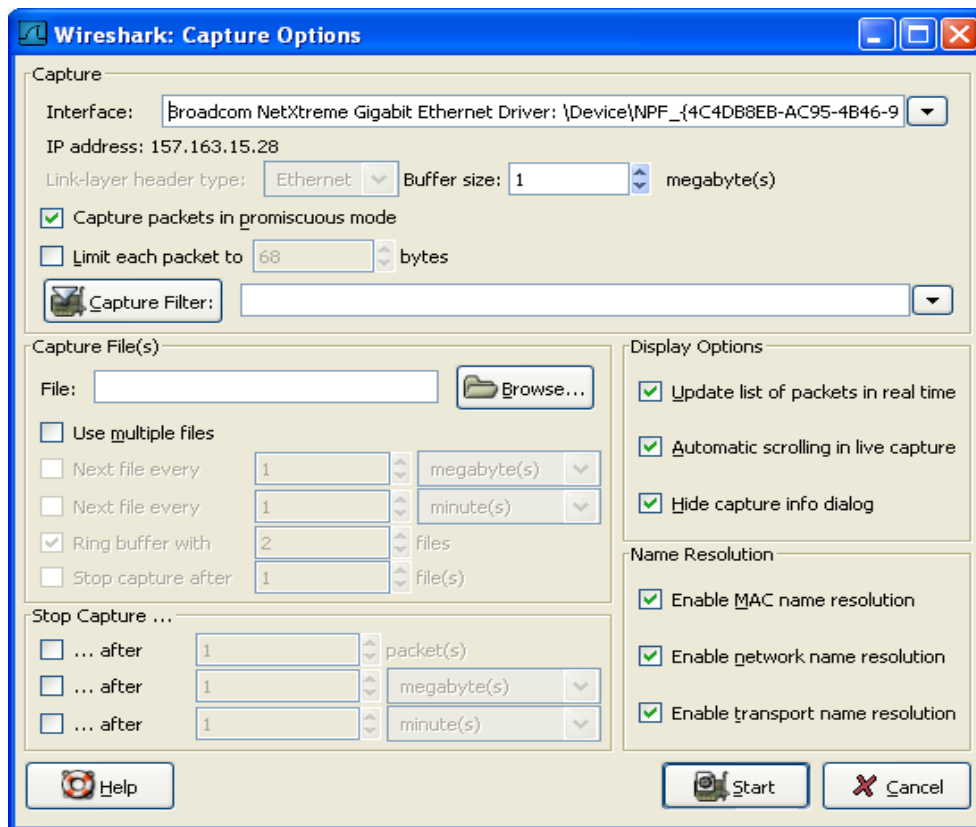 Wireshark: Capture Options
Capture
Interface: Broadcom NetXtreme Gigabit Ethernet Driver: \Device\NPF_{4C4DB8EB-AC95-4B46-9
IP address: 157.163.15.28
Link-layer header type: Ethernet Buffer size: 1 megabyte(s)
Capture packets in promiscuous mode
Limit each packet to 68 bytes
Capture Filter:
Capture File(s)
File: Browse...
Use multiple files
Next file every 1 megabyte(s)
Next file every 1 minute(s)
Ring buffer with 2 files
Stop capture after 1 file(s)
Stop Capture ...
... after 1 packet(s)
... after 1 megabyte(s)
... after 1 minute(s)
Display Options
Update list of packets in real time
Automatic scrolling in live capture
Hide capture info dialog
Name Resolution
Enable MAC name resolution
Enable network name resolution
Enable transport name resolution
Help Start Cancel